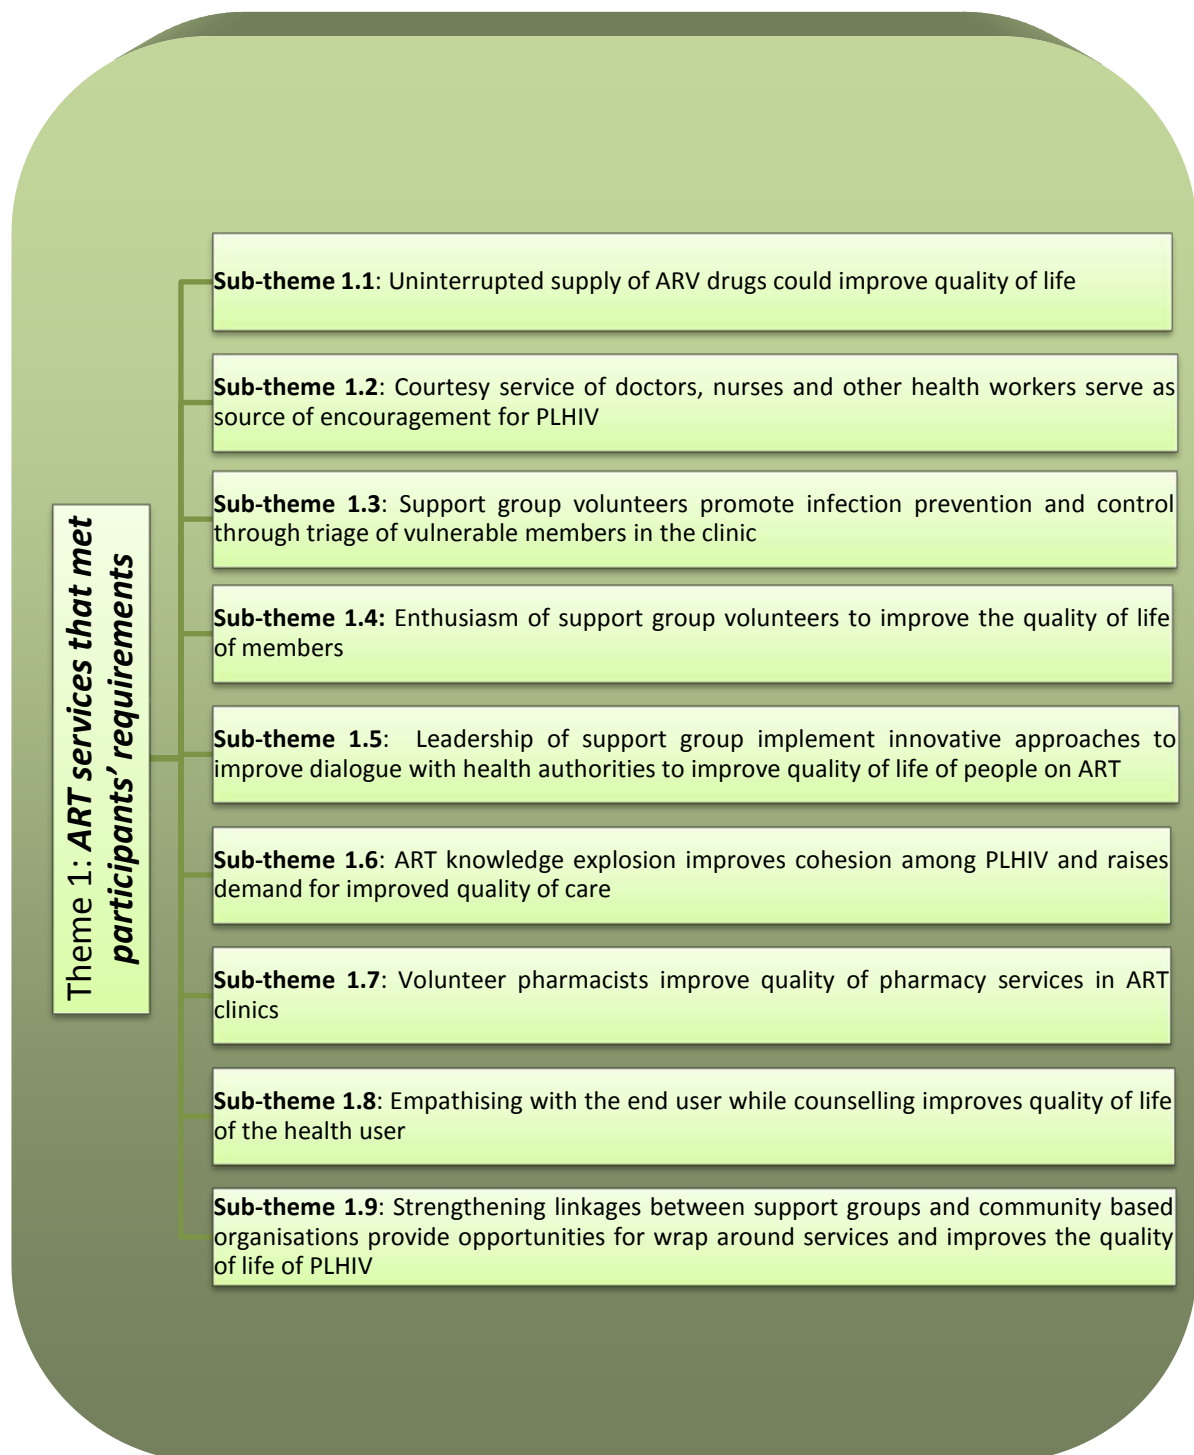 Theme 1: ART services that met
participants' requirements
Sub-theme 1.1: Uninterrupted supply of ARV drugs could improve quality of life
Sub-theme 1.2: Courtesy service of doctors, nurses and other health workers serve as
source of encouragement for PLHIV
Sub-theme 1.3: Support group volunteers promote infection prevention and control
through triage of vulnerable members in the clinic
Sub-theme 1.4: Enthusiasm of support group volunteers to improve the quality of life
of members
Sub-theme 1.5: Leadership of support group implement innovative approaches to
improve dialogue with health authorities to improve quality of life of people on ART
Sub-theme 1.6: ART knowledge explosion improves cohesion among PLHIV and raises
demand for improved quality of care
Sub-theme 1.7: Volunteer pharmacists improve quality of pharmacy services in ART
clinics
Sub-theme 1.8: Empathising with the end user while counselling improves quality of life
of the health user
Sub-theme 1.9: Strengthening linkages between support groups and community based
organisations provide opportunities for wrap around services and improves the quality
of life of PLHIV